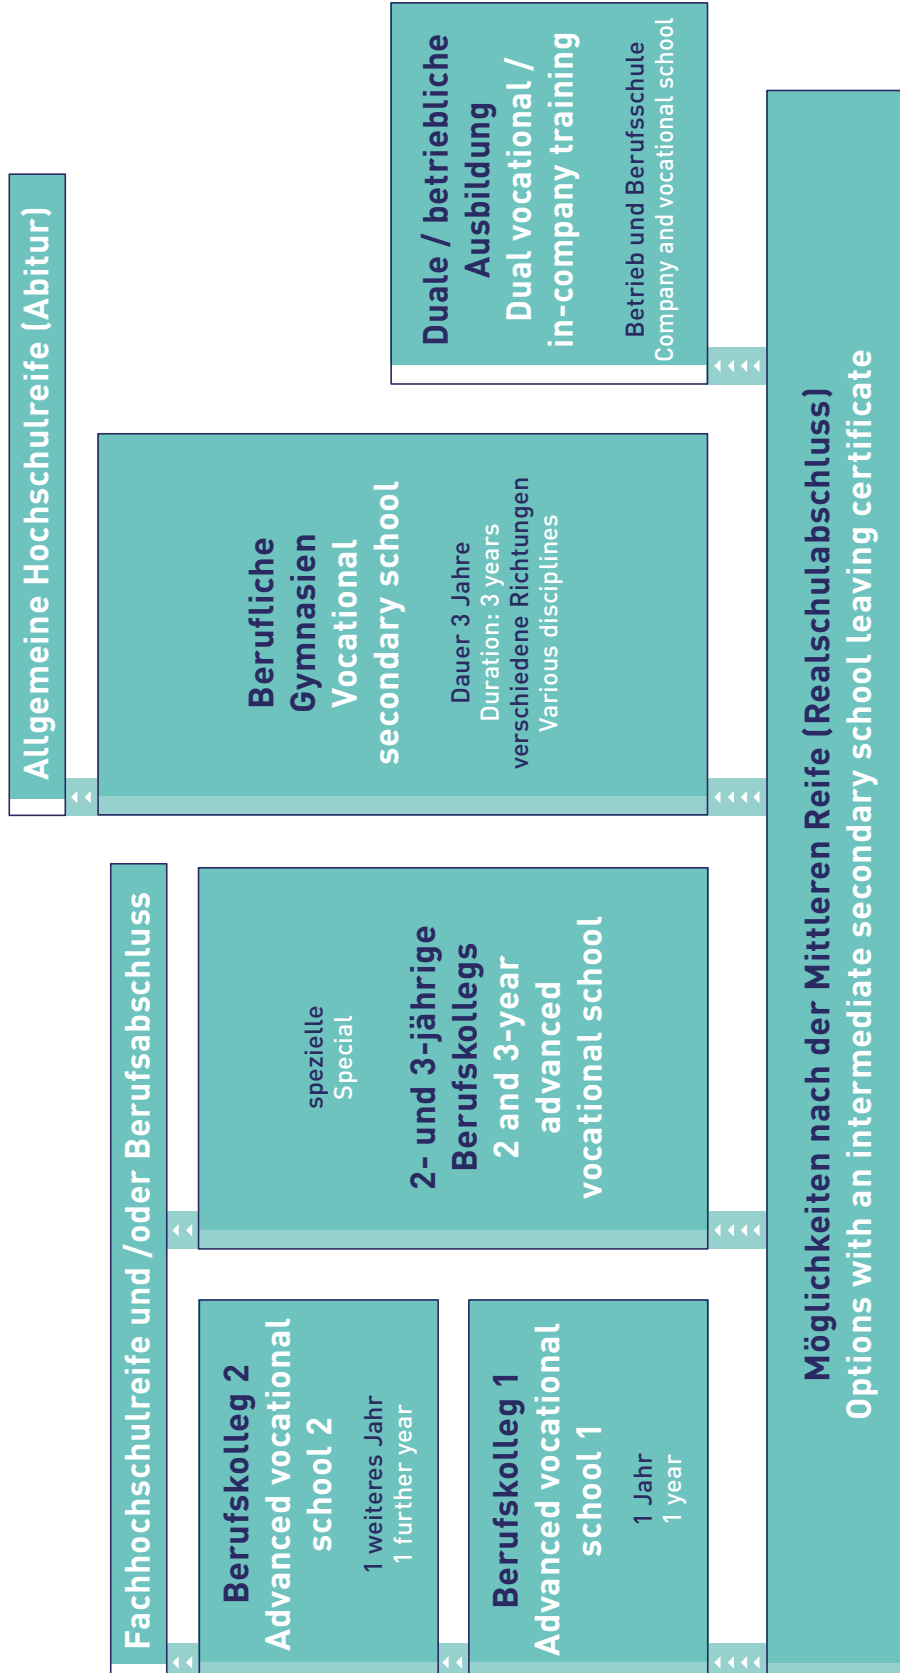 Allgemeine Hochschulreife (Abitur)
Fachhochschulreife und /oder Berufsabschluss
Berufskolleg 2
Advanced vocational
school 2
1 weiteres Jahr
1 further year
Berufskolleg 1
Advanced vocational
school 1
1 Jahr
1 year
spezielle
Special
2- und 3-jährige
Berufskollegs
2 and 3-year
advanced
vocational school
Berufliche
Gymnasien
Vocational
secondary school
Dauer 3 Jahre
Duration: 3 years
verschiedene Richtungen
Various disciplines
Duale / betriebliche
Ausbildung
Dual vocational /
in-company training
Betrieb und Berufsschule
Company and vocational school
Möglichkeiten nach der Mittleren Reife (Realschulabschluss)
Options with an intermediate secondary school leaving certificate